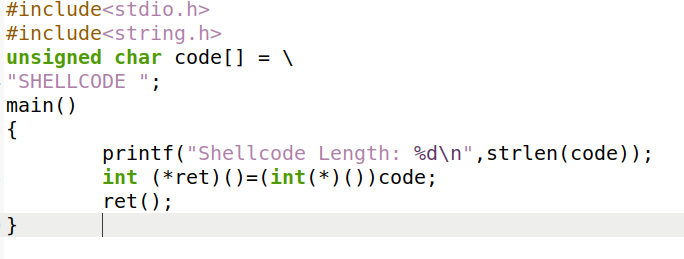 #include<stdio.h>
#include<string.h>
unsigned char code[] = \
"SHELLCODE ";
main()
{
        printf("Shellcode Length: %d\n",strlen(code));
        int (*ret)()=(int(*)())code;
        ret();
}